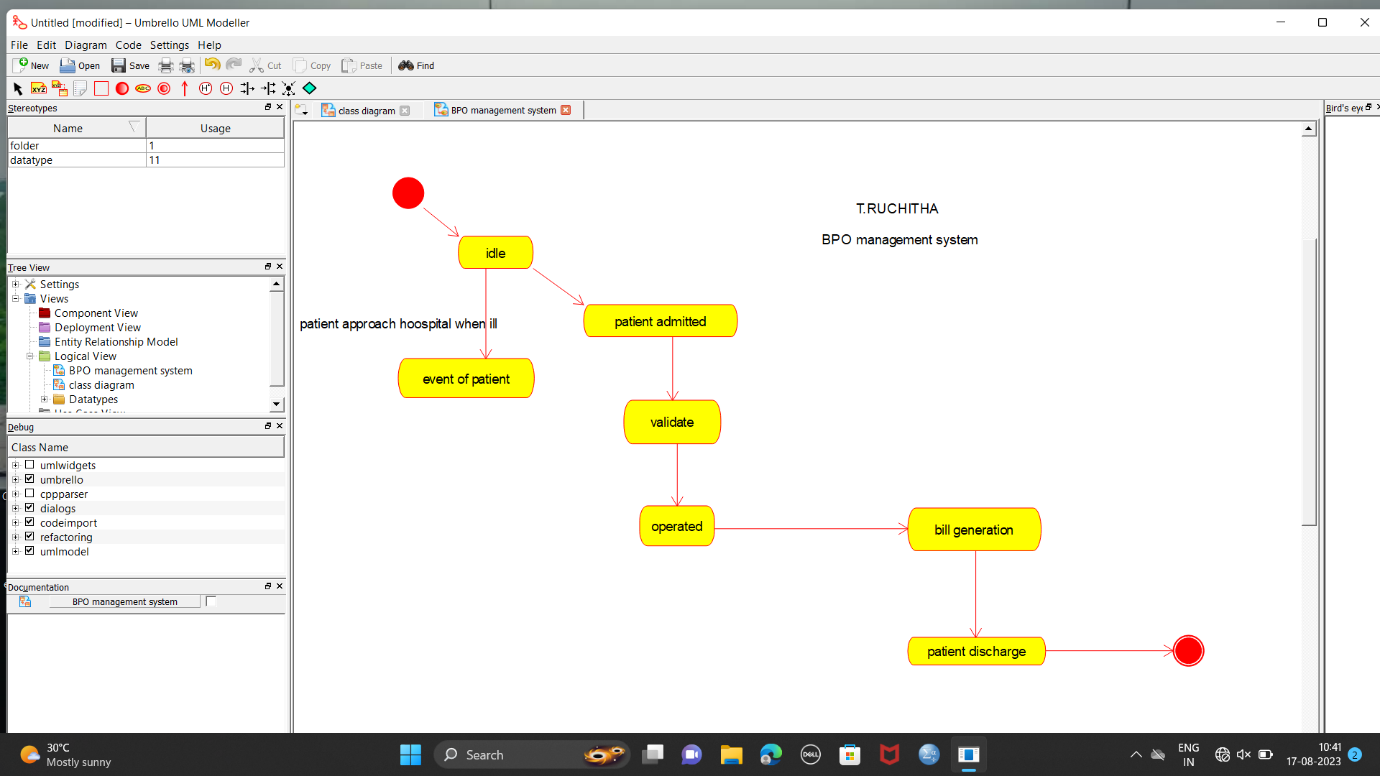 Untitled [modified] – Umbrello UML Modeller
File Edit Diagram Code Settings Help
New Open Save Cut Copy Paste Find
XYZ ABC H* H
Stereotypes
Name Usage
folder 1
datatype 11
Tree View
Settings
Views
Component View
Deployment View
Entity Relationship Model
Logical View
BPO management system
class diagram
Datatypes
Debug
Class Name
umlwidgets
umbrello
cppparser
dialogs
codeimport
refactoring
umlmodel
Documentation
BPO management system
class diagram BPO management system
Bird's eye
T.RUCHITHA
BPO management system
idle
patient admitted
patient approach hoospital when ill
event of patient
validate
operated
bill generation
patient discharge
30°C
Mostly sunny
Search
DELL
ENG
IN
10:41
17-08-2023
2